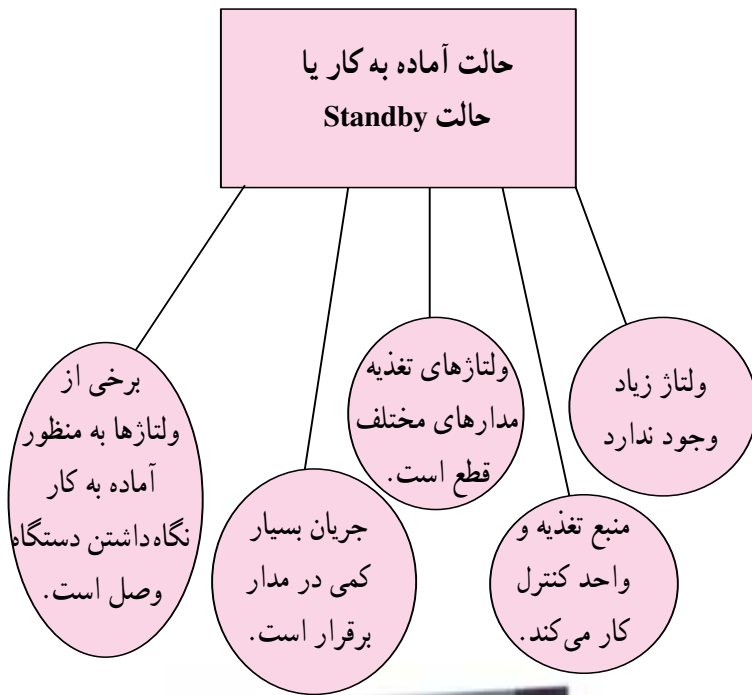 حالت آماده به کار یا
حالت Standby
ولتاژ زیاد
وجود ندارد
منبع تغذیه و
واحد کنترل
کار می‌کند.
ولتاژهای تغذیه
مدارهای مختلف
قطع است.
جریان بسیار
کمی در مدار
برقرار است.
برخی از
ولتاژها به منظور
آماده به کار
نگاه‌داشتن دستگاه
وصل است.